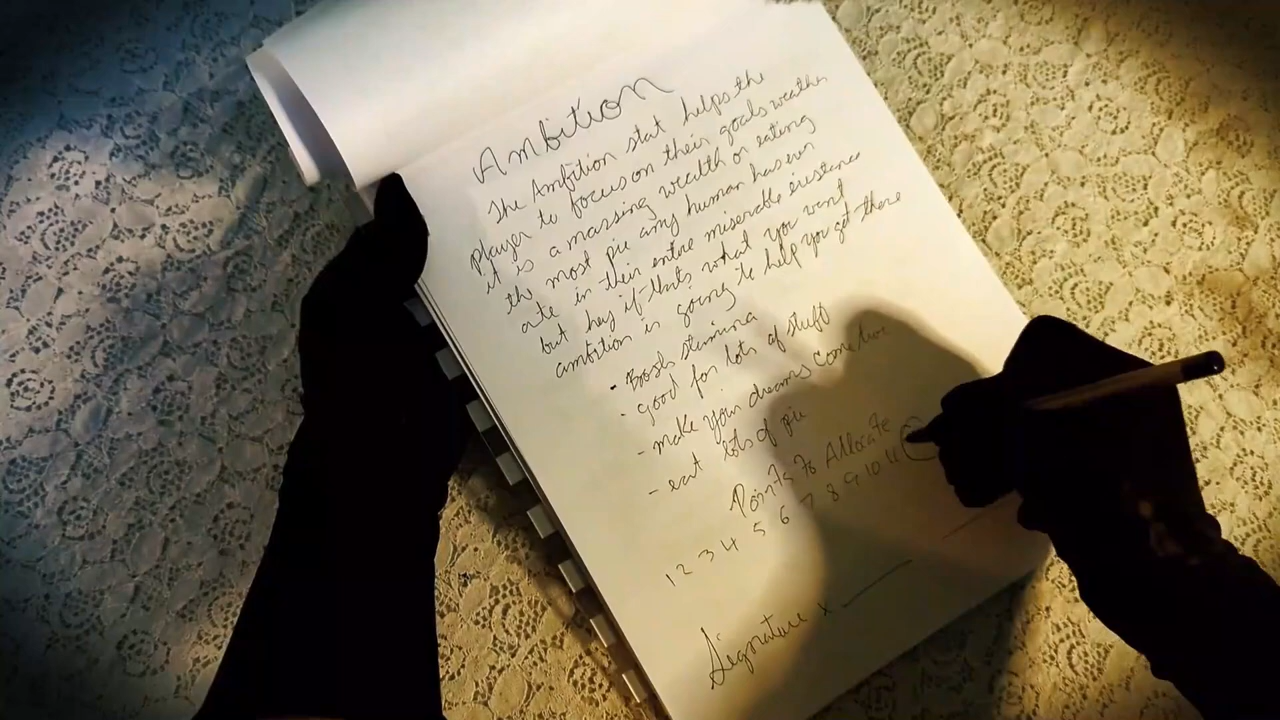 Ambition
The Ambition stat helps the
player to focus on their goals weather
it is a massing wealth or eating
the most pie any human has ever
ate in their entire miserable existence
but hey if thats what you want
ambition is going to help you get there
- Boosts stimina
- good for lots of stuff
- make your dreams come true
- eat lots of pie
Points to Allocate
1 2 3 4 5 6 7 8 9 10 11
Signature x